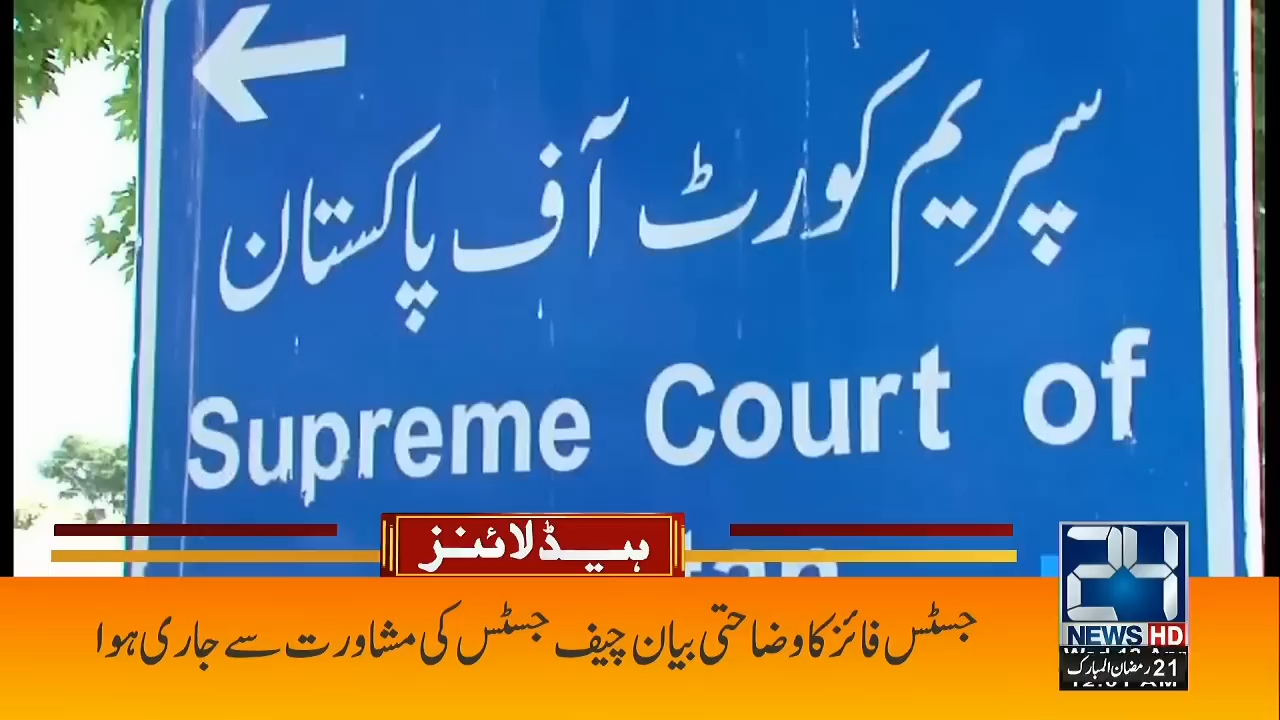 سپریم کورٹ آف پاکستان
Supreme Court of
tan
ہیڈلائنز
جسٹس فائز کا وضاحتی بیان چیف جسٹس کی مشاورت سے جاری ہوا
24
NEWS HD
21 رمضان المبارک